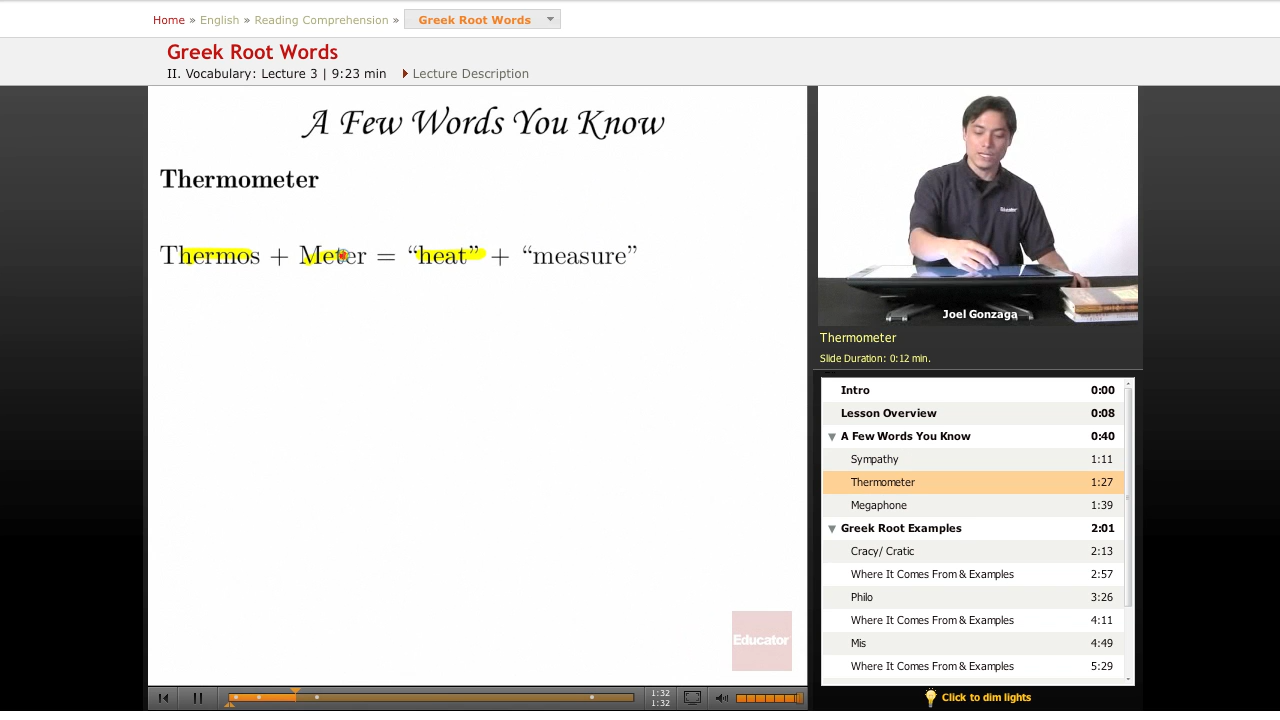 Home » English » Reading Comprehension » Greek Root Words
Greek Root Words
II. Vocabulary: Lecture 3 | 9:23 min Lecture Description
A Few Words You Know
Thermometer
Thermos + Meter = “heat” + “measure”
Educator
Joel Gonzaga
Thermometer
Slide Duration: 0:12 min.
Intro 0:00
Lesson Overview 0:08
A Few Words You Know 0:40
Sympathy 1:11
Thermometer 1:27
Megaphone 1:39
Greek Root Examples 2:01
Cracy/ Cratic 2:13
Where It Comes From & Examples 2:57
Philo 3:26
Where It Comes From & Examples 4:11
Mis 4:49
Where It Comes From & Examples 5:29
1:32
1:32
Click to dim lights